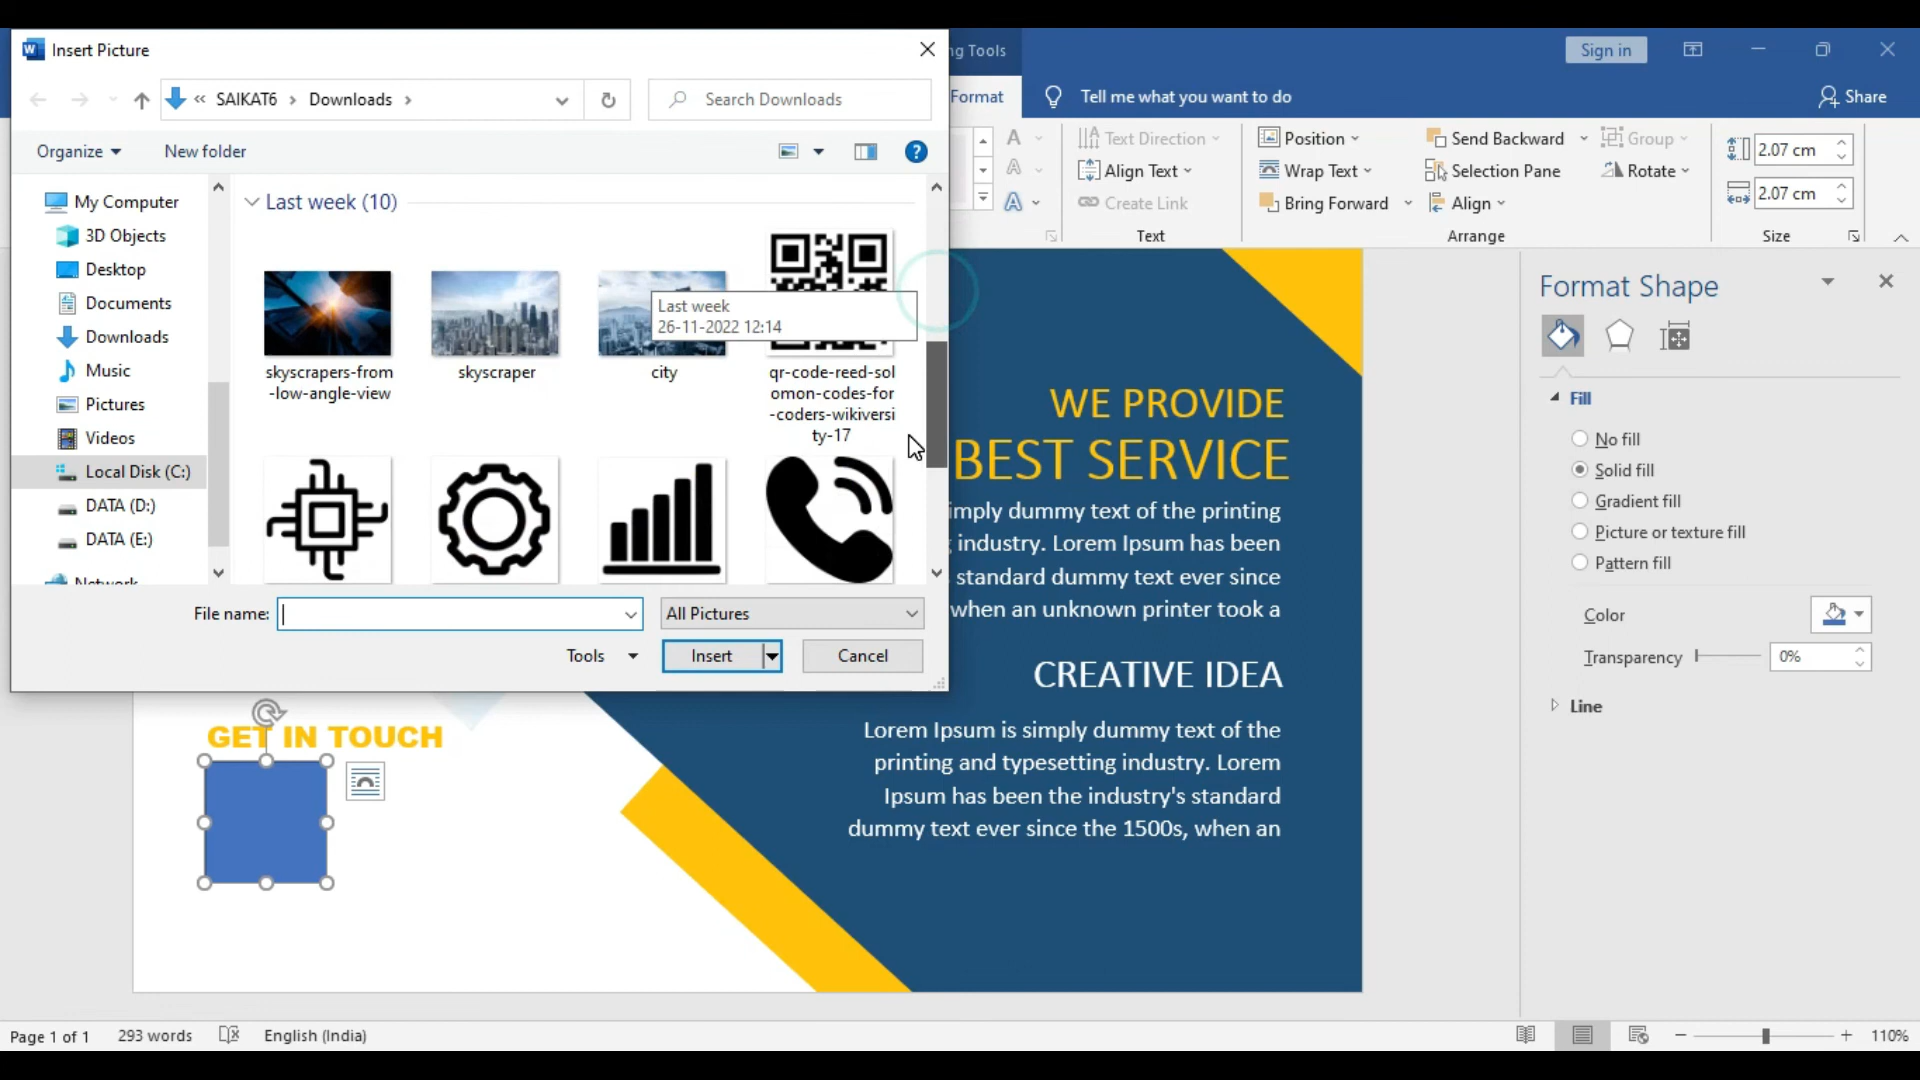 Insert Picture
ng Tools
Sign in
« SAIKAT6 > Downloads >
Search Downloads
Format
Tell me what you want to do
Share
Organize
New folder
Text Direction
Align Text
Create Link
Text
Position
Wrap Text
Bring Forward
Send Backward
Selection Pane
Align
Group
Rotate
Arrange
2.07 cm
2.07 cm
Size
My Computer
3D Objects
Desktop
Documents
Downloads
Music
Pictures
Videos
Local Disk (C:)
DATA (D:)
DATA (E:)
Network
Last week (10)
Last week
26-11-2022 12:14
skyscrapers-from
-low-angle-view
skyscraper
city
qr-code-reed-sol
omon-codes-for
-coders-wikiversi
ty-17
File name:
All Pictures
Tools
Insert
Cancel
WE PROVIDE
BEST SERVICE
imply dummy text of the printing
industry. Lorem Ipsum has been
standard dummy text ever since
when an unknown printer took a
CREATIVE IDEA
Lorem Ipsum is simply dummy text of the
printing and typesetting industry. Lorem
Ipsum has been the industry's standard
dummy text ever since the 1500s, when an
GET IN TOUCH
Format Shape
Fill
No fill
Solid fill
Gradient fill
Picture or texture fill
Pattern fill
Color
Transparency
0%
Line
Page 1 of 1
293 words
English (India)
110%